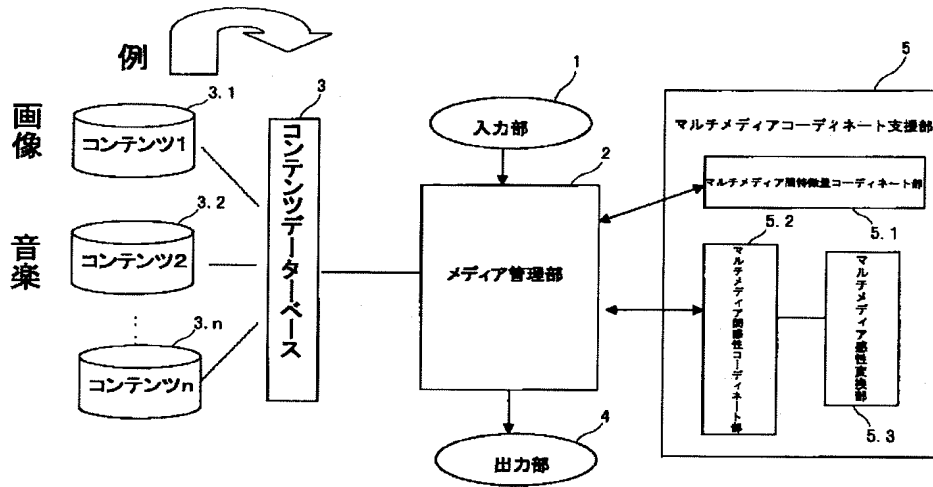 例
画像
3.1
コンテンツ1
3.2
音楽
コンテンツ2
3.n
コンテンツn
3
コンテンツデーターベース
1
入力部
2
メディア管理部
4
出力部
5
マルチメディアコーディネート支援部
マルチメディア間特徴量コーディネート部
5.1
5.2
マルチメディア間感性コーディネート部
マルチメディア感性変換部
5.3